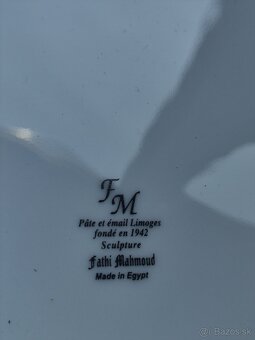 FM
Pâte et émail Limoges
fondé en 1942
Sculpture
Fathi Mahmoud
Made in Egypt
@ Bazos.sk